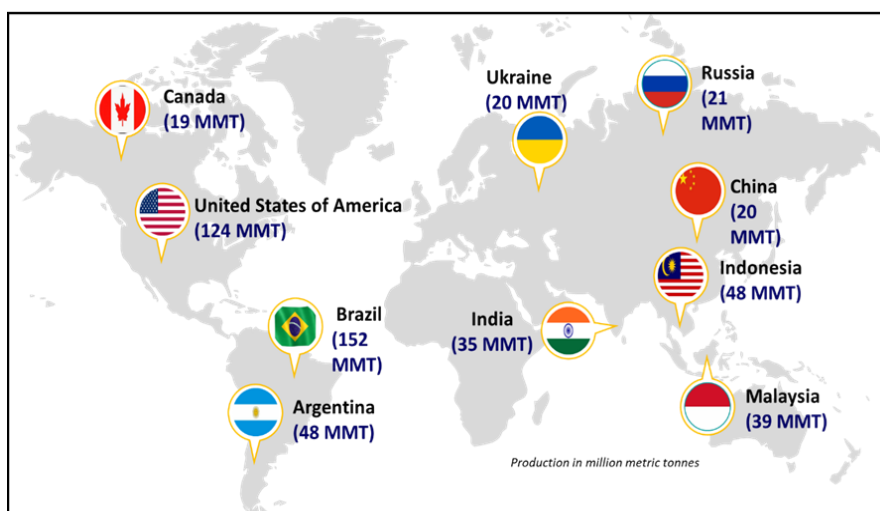 Canada
(19 MMT)
United States of America
(124 MMT)
Brazil
(152
MMT)
Argentina
(48 MMT)
Ukraine
(20 MMT)
Russia
(21
MMT)
China
(20
MMT)
Indonesia
(48 MMT)
India
(35 MMT)
Malaysia
(39 MMT)
Production in million metric tonnes